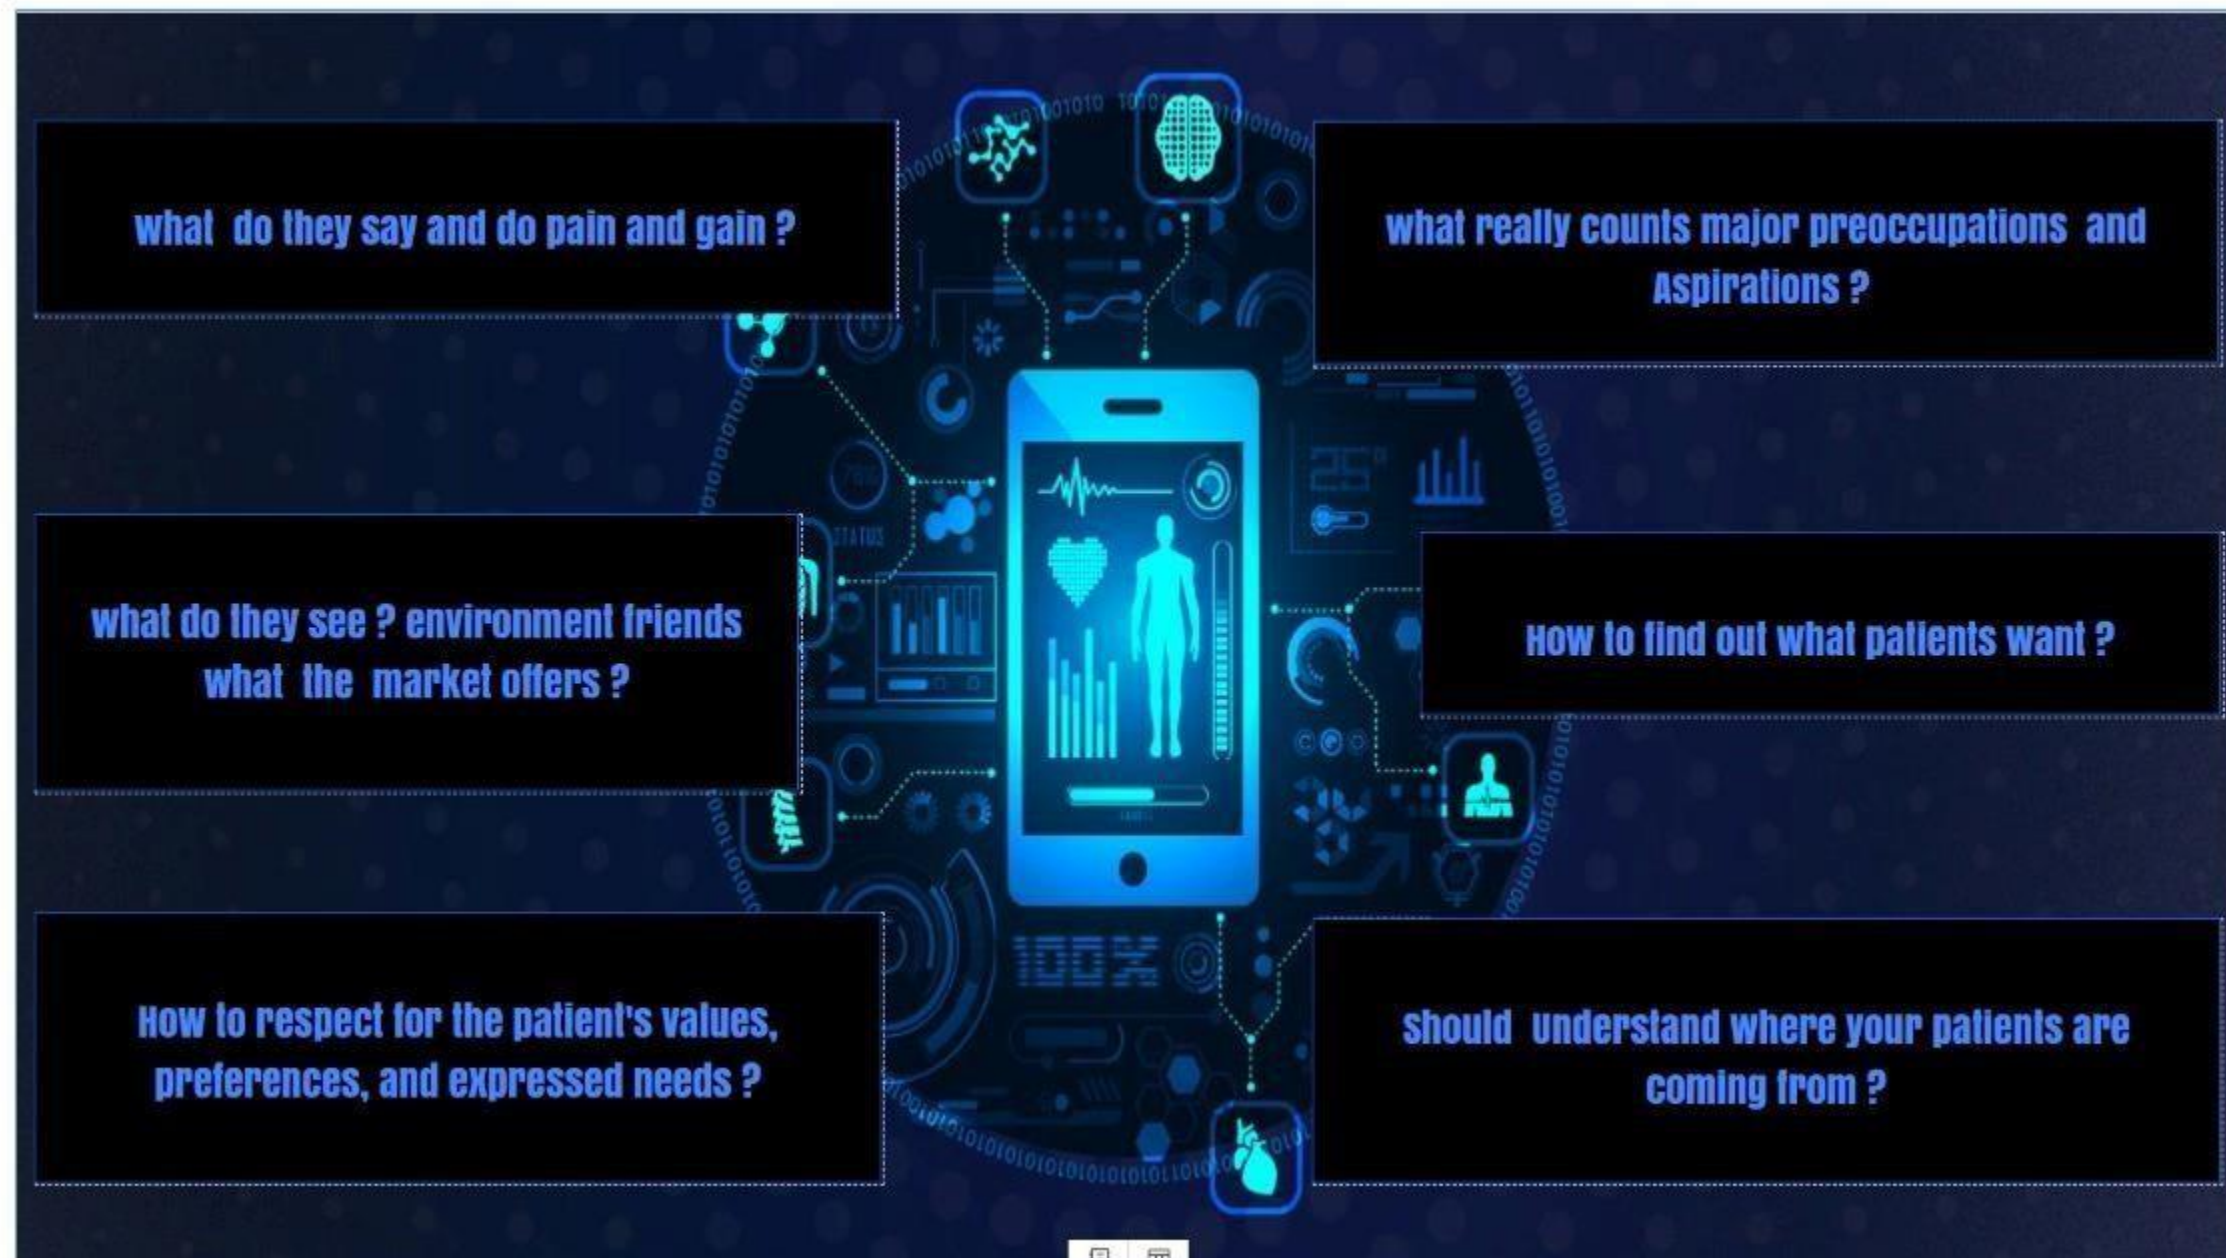 what do they say and do pain and gain ?
what really counts major preoccupations and
Aspirations ?
what do they see ? environment friends
what the market offers ?
How to find out what patients want ?
How to respect for the patient's values,
preferences, and expressed needs ?
should understand where your patients are
coming from ?
25°
STATUS
100%